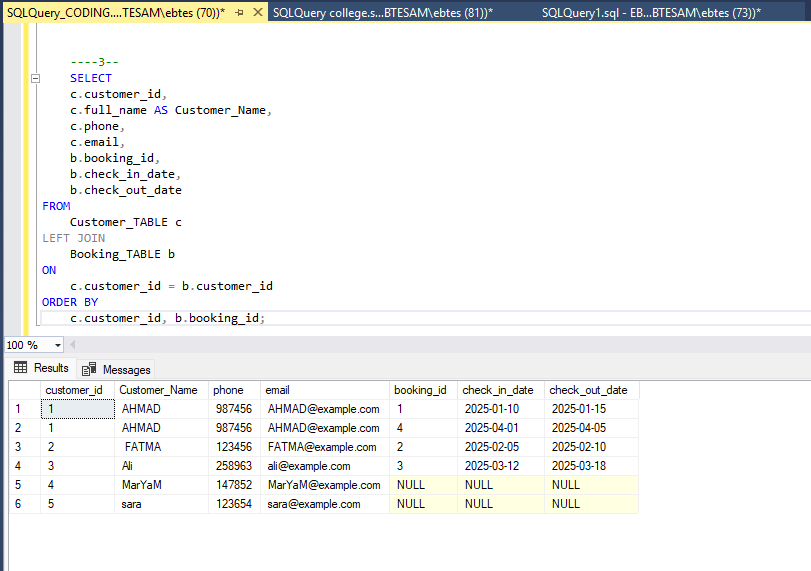 SQLQuery_CODING....TESAM\ebtes (70))* SQLQuery college.s...BTESAM\ebtes (81))* SQLQuery1.sql - EB...BTESAM\ebtes (73))*
----3--
SELECT
c.customer_id,
c.full_name AS Customer_Name,
c.phone,
c.email,
b.booking_id,
b.check_in_date,
b.check_out_date
FROM
Customer_TABLE c
LEFT JOIN
Booking_TABLE b
ON
c.customer_id = b.customer_id
ORDER BY
c.customer_id, b.booking_id;
100 %
Results Messages
customer_id Customer_Name phone email booking_id check_in_date check_out_date
1 1 AHMAD 987456 AHMAD@example.com 1 2025-01-10 2025-01-15
2 1 AHMAD 987456 AHMAD@example.com 4 2025-04-01 2025-04-05
3 2 FATMA 123456 FATMA@example.com 2 2025-02-05 2025-02-10
4 3 Ali 258963 ali@example.com 3 2025-03-12 2025-03-18
5 4 MarYaM 147852 MarYaM@example.com NULL NULL NULL
6 5 sara 123654 sara@example.com NULL NULL NULL